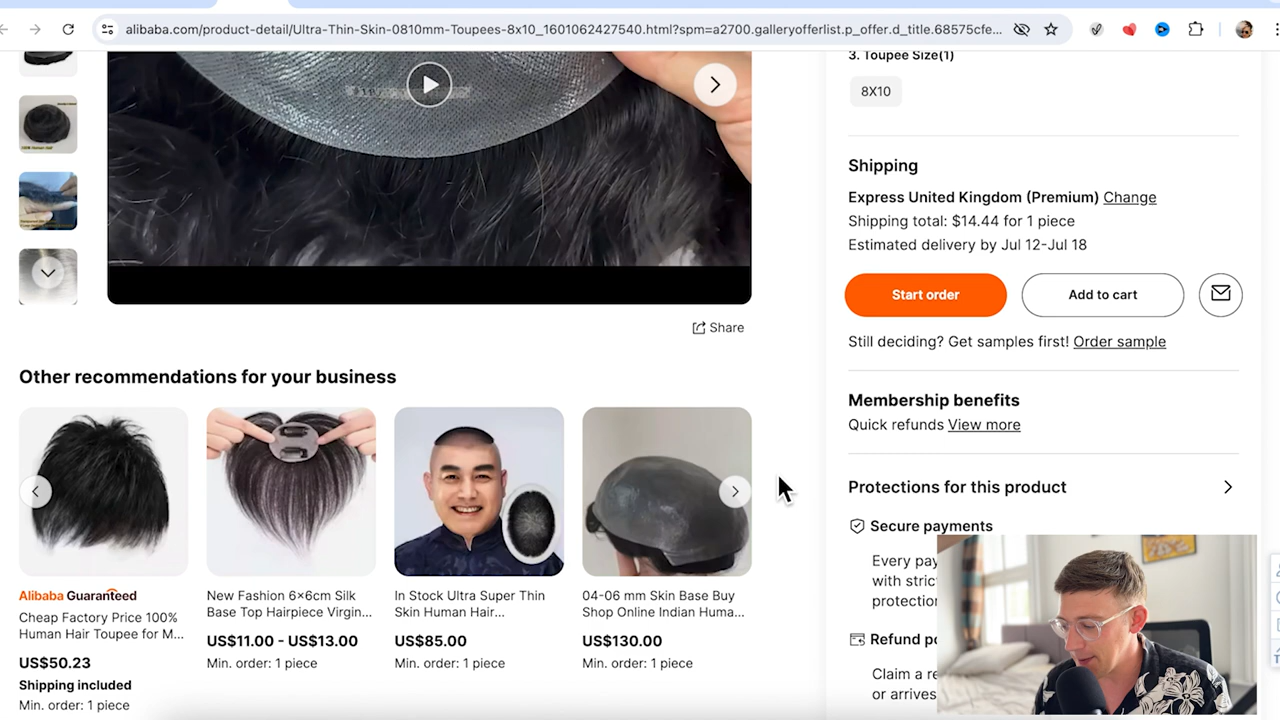 alibaba.com/product-detail/Ultra-Thin-Skin-0810mm-Toupees-8x10_1601062427540.html?spm=a2700.galleryofferlist.p_offer.d_title.68575cfe...
3. Toupee Size(1)
8X10
Shipping
Express United Kingdom (Premium) Change
Shipping total: $14.44 for 1 piece
Estimated delivery by Jul 12-Jul 18
Start order
Add to cart
Still deciding? Get samples first! Order sample
Share
Other recommendations for your business
Membership benefits
Quick refunds View more
Protections for this product
Secure payments
Every pay
with stric
protection
Refund po
Claim a re
or arrives
Alibaba Guaranteed
Cheap Factory Price 100%
Human Hair Toupee for M...
US$50.23
Shipping included
Min. order: 1 piece
New Fashion 6×6cm Silk
Base Top Hairpiece Virgin...
US$11.00 - US$13.00
Min. order: 1 piece
In Stock Ultra Super Thin
Skin Human Hair...
US$85.00
Min. order: 1 piece
04-06 mm Skin Base Buy
Shop Online Indian Huma...
US$130.00
Min. order: 1 piece